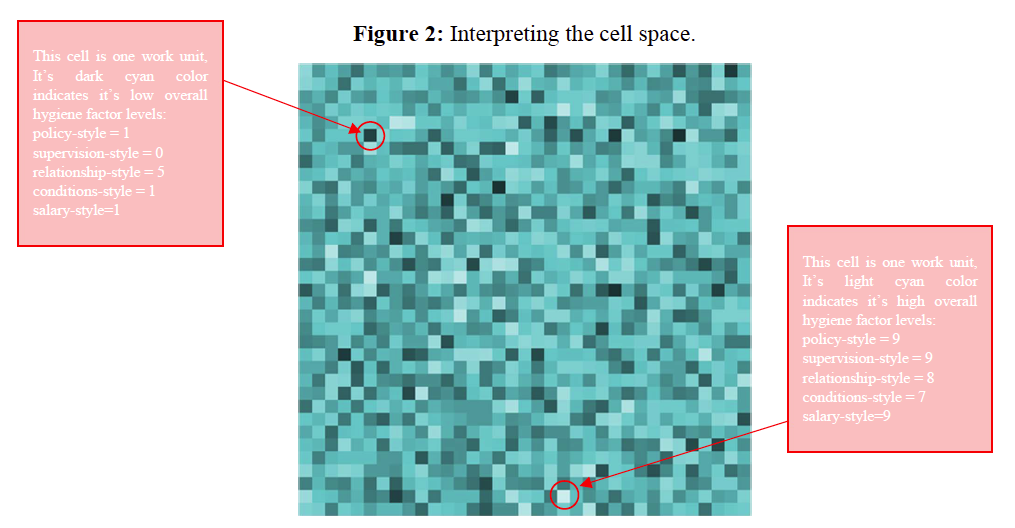 Figure 2: Interpreting the cell space.
This cell is one work unit,
It's dark cyan color
indicates it's low overall
hygiene factor levels:
policy-style = 1
supervision-style = 0
relationship-style = 5
conditions-style = 1
salary-style=1
This cell is one work unit,
It's light cyan color
indicates it's high overall
hygiene factor levels:
policy-style = 9
supervision-style = 9
relationship-style = 8
conditions-style = 7
salary-style=9